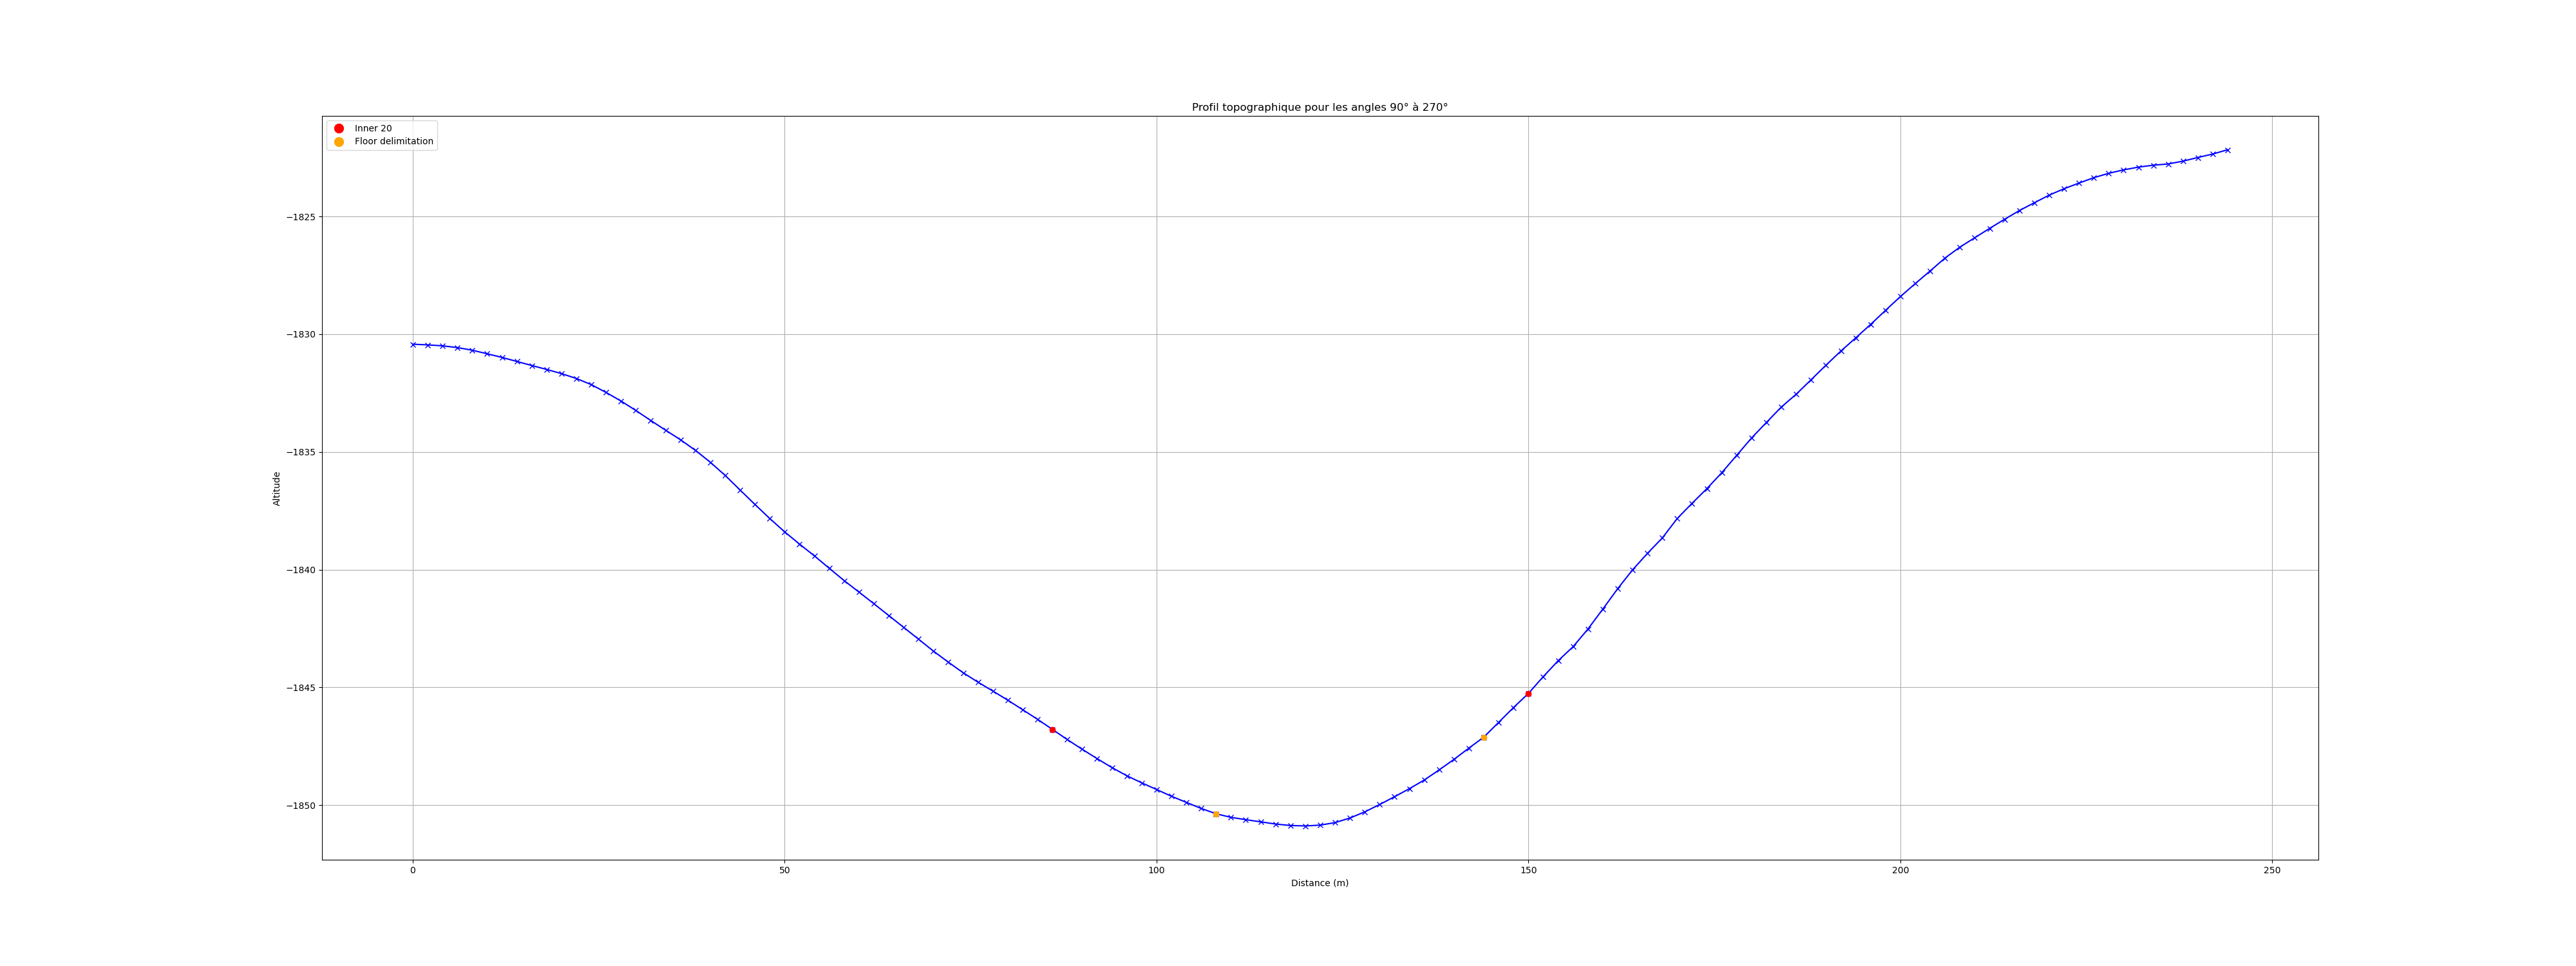 Profil topographique pour les angles 90° à 270°
Inner 20
Floor delimitation
−1825
−1830
−1835
−1840
−1845
−1850
Altitude
0 50 100 150 200 250
Distance (m)